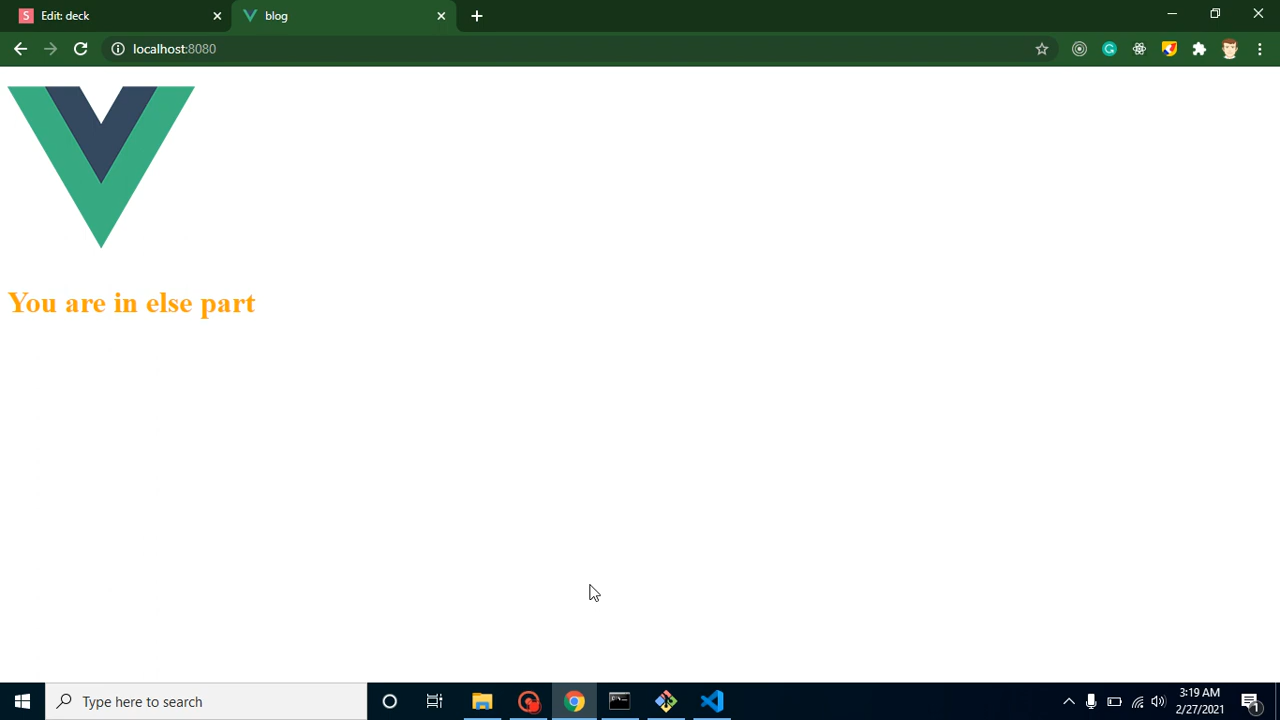 S Edit: deck
blog
localhost:8080
You are in else part
Type here to search
3:19 AM
2/27/2021
1